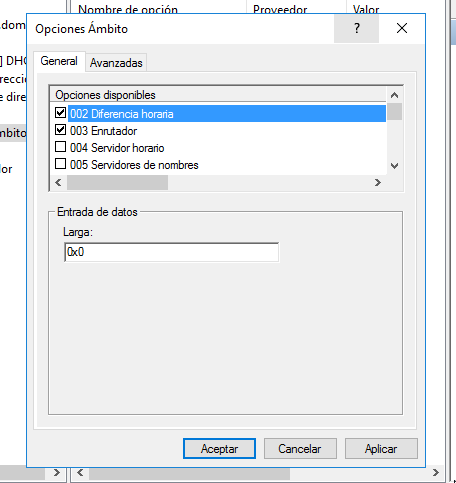 Nombre de opción Proveedor Valor
.dom
Opciones Ámbito ?
General Avanzadas
] DHC
recció
e dire
mbito
or
Opciones disponibles
002 Diferencia horaria
003 Enrutador
004 Servidor horario
005 Servidores de nombres
Entrada de datos
Larga:
0x0
Aceptar Cancelar Aplicar